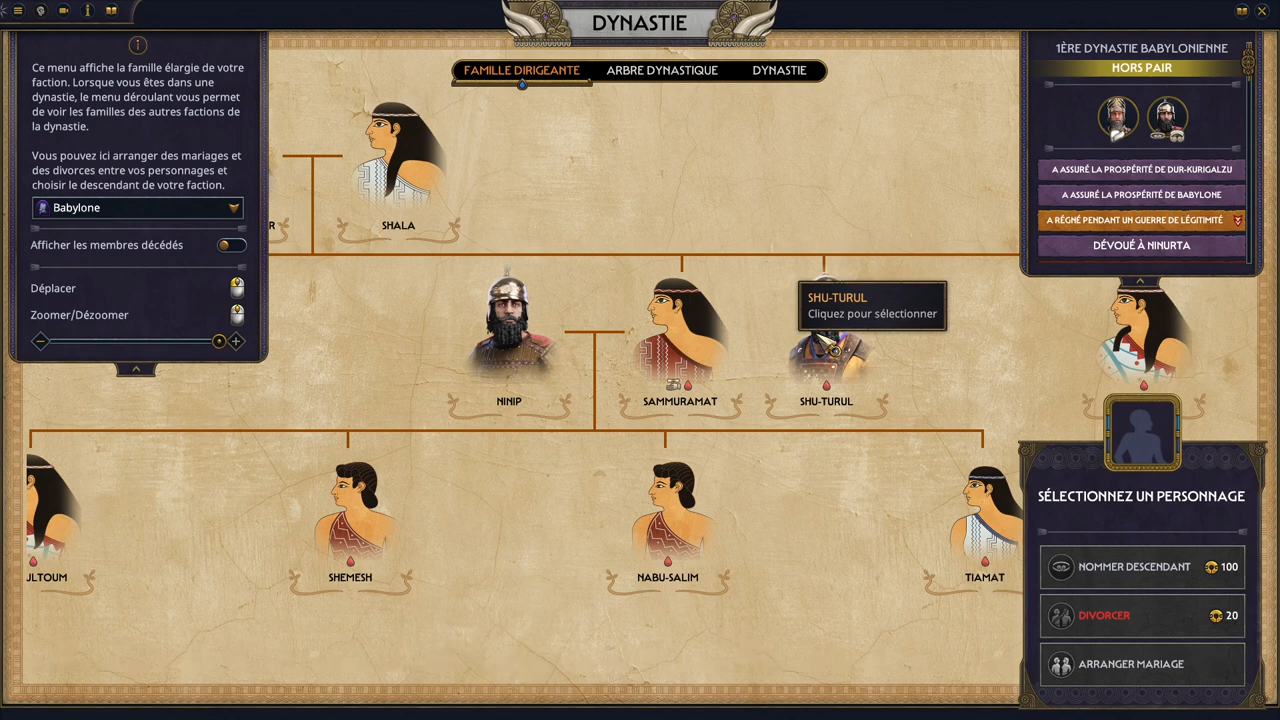 DYNASTIE
Ce menu affiche la famille élargie de votre
faction. Lorsque vous êtes dans une
dynastie, le menu déroulant vous permet
de voir les familles des autres factions de
la dynastie.
Vous pouvez ici arranger des mariages et
des divorces entre vos personnages et
choisir le descendant de votre faction.
Babylone
Afficher les membres décédés
Déplacer
Zoomer/Dézoomer
FAMILLE DIRIGEANTE
ARBRE DYNASTIQUE
DYNASTIE
1ÈRE DYNASTIE BABYLONIENNE
HORS PAIR
A ASSURÉ LA PROSPÉRITÉ DE DUR-KURIGALZU
A ASSURÉ LA PROSPÉRITÉ DE BABYLONE
A RÉGNÉ PENDANT UN GUERRE DE LÉGITIMITÉ
DÉVOUÉ À NINURTA
R
SHALA
SHU-TURUL
Cliquez pour sélectionner
NINIP
SAMMURAMAT
SHU-TURUL
LTOUM
SHEMESH
NABU-SALIM
TIAMAT
SÉLECTIONNEZ UN PERSONNAGE
NOMMER DESCENDANT 100
DIVORCER 20
ARRANGER MARIAGE